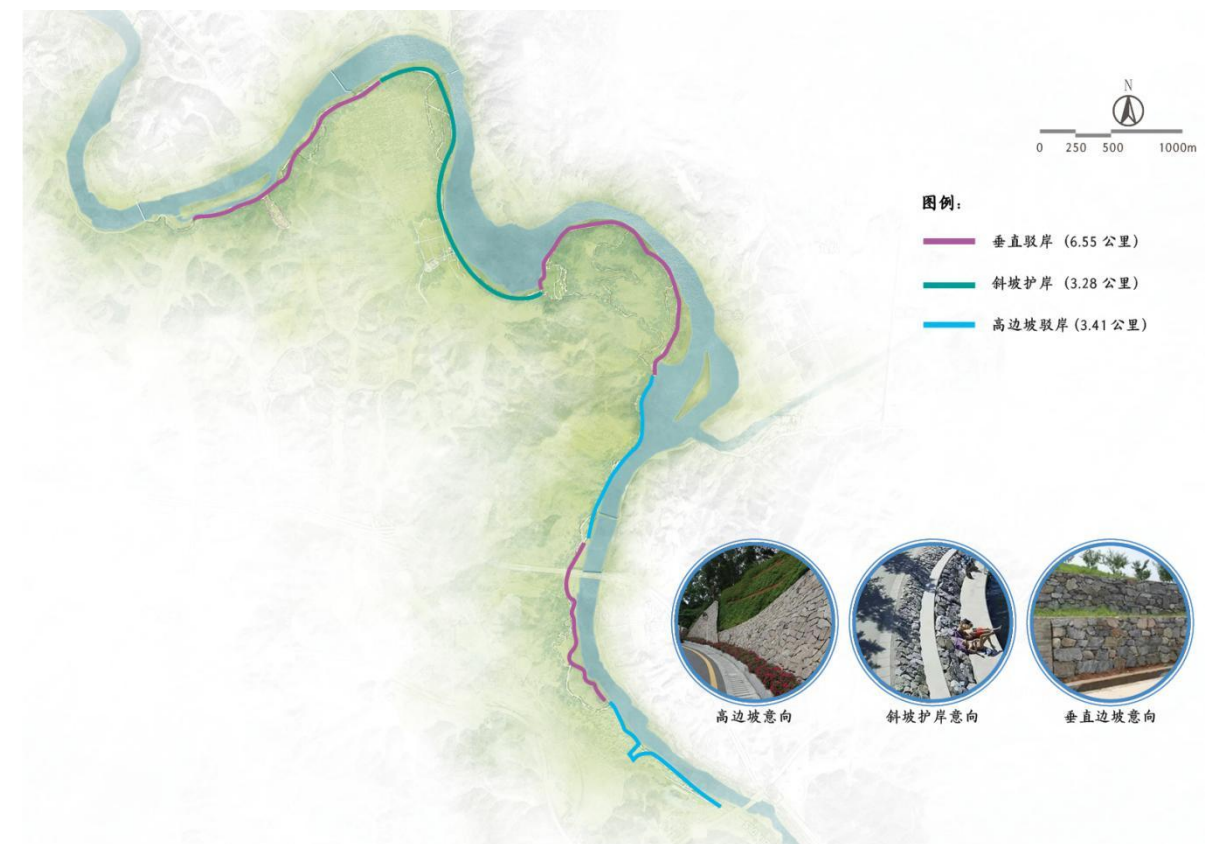 N
0 250 500 1000m
图例：
垂直驳岸（6.55 公里）
斜坡护岸（3.28 公里）
高边坡驳岸（3.41 公里）
高边坡意向
斜坡护岸意向
垂直边坡意向